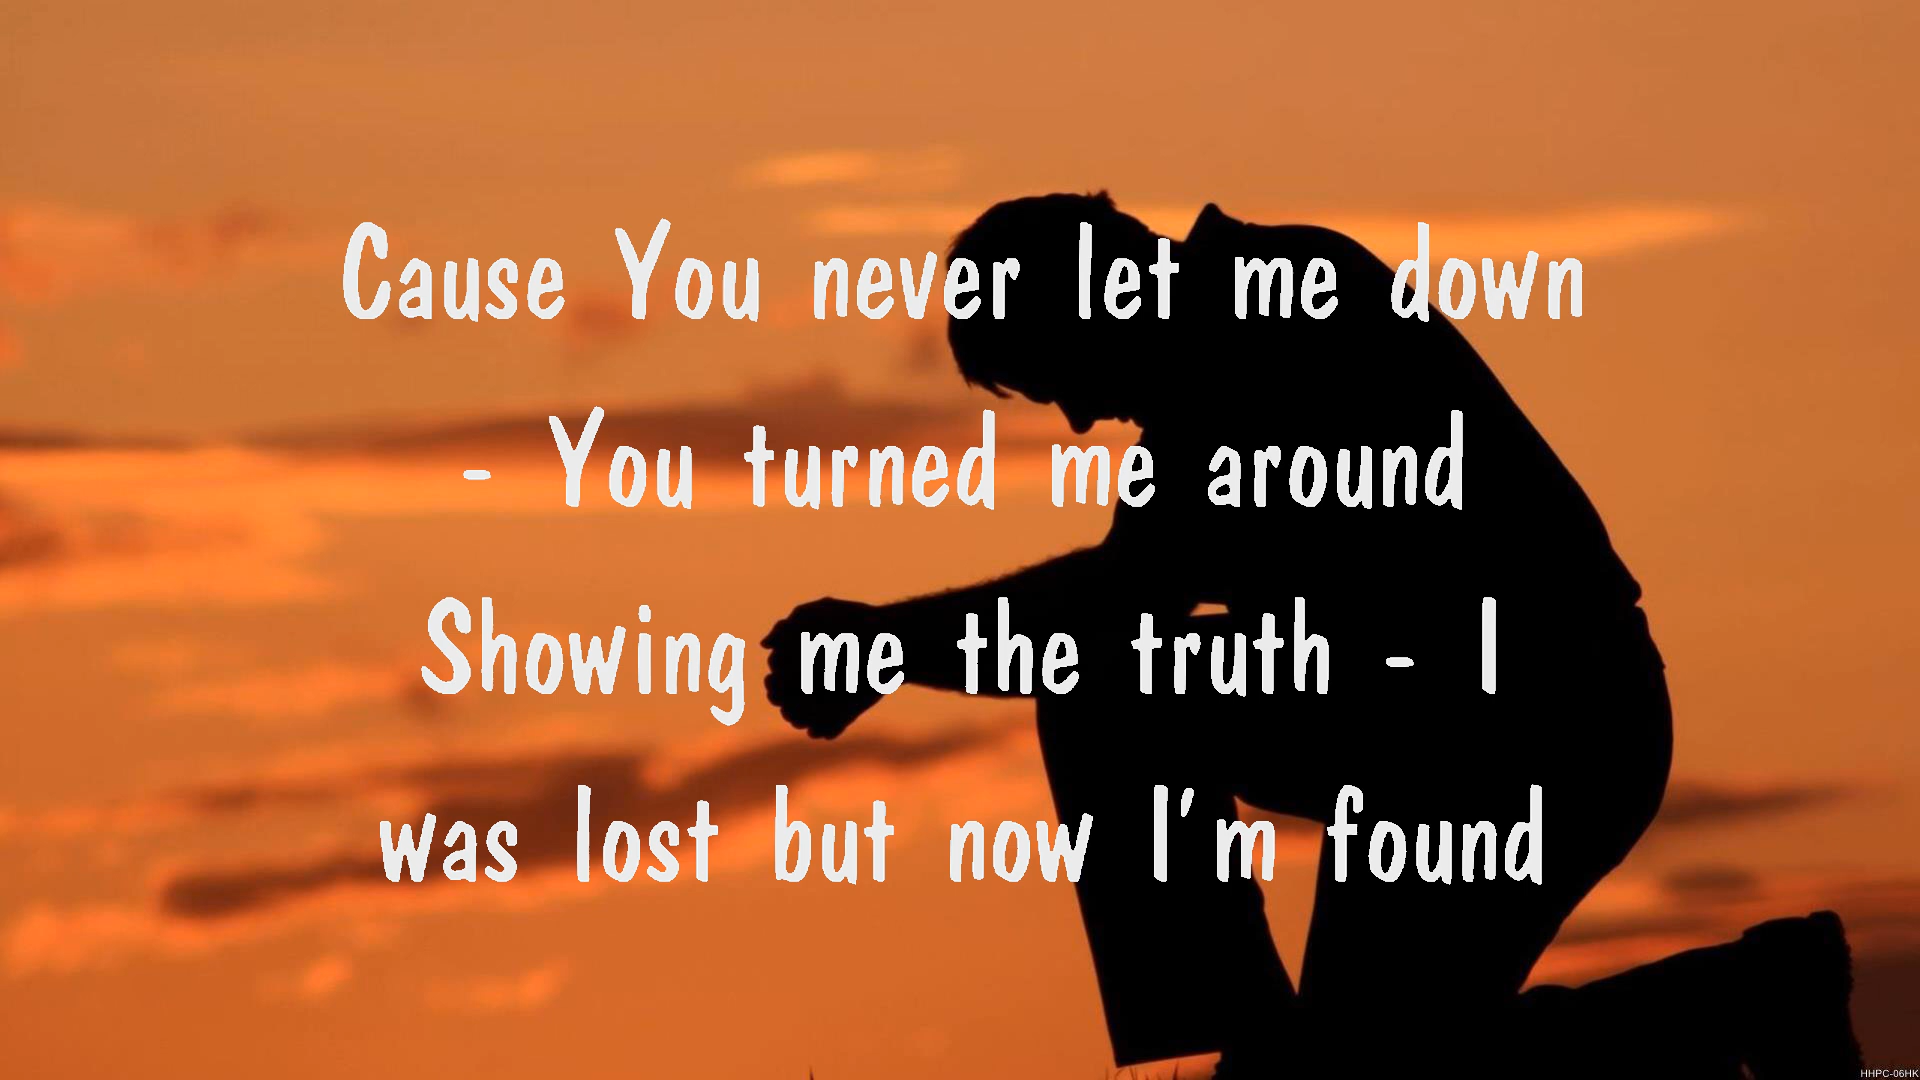 Cause You never let me down
- You turned me around
Showing me the truth - I
was lost but now I'm found
HHPC-06HK